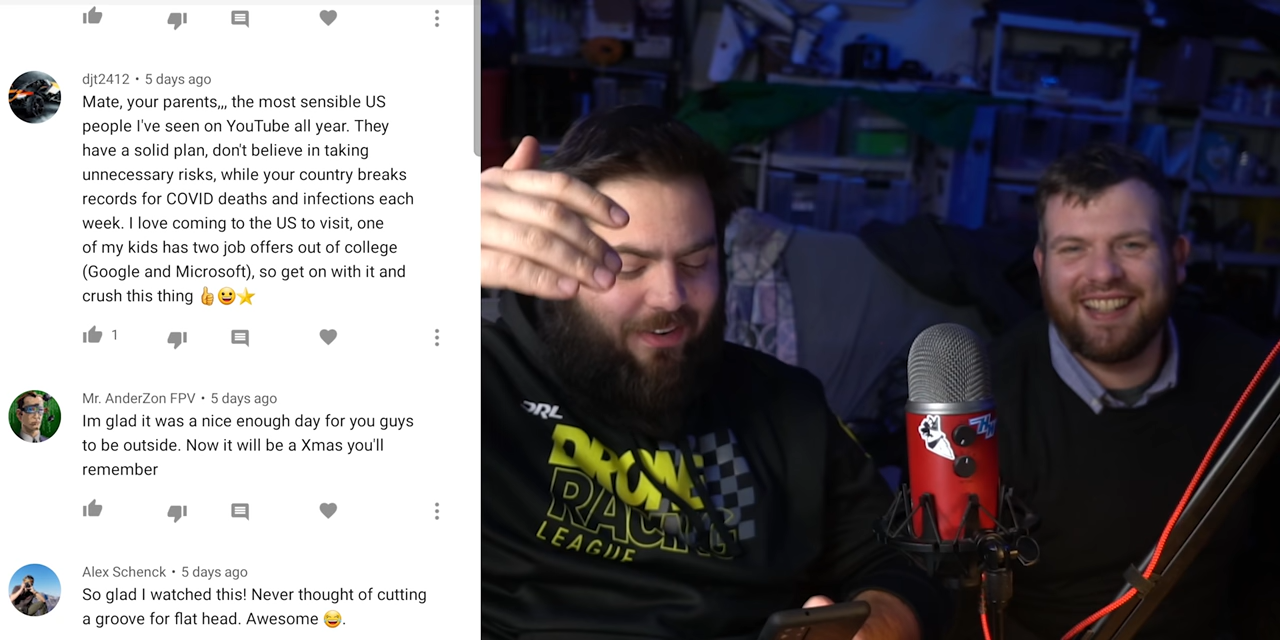 djt2412 • 5 days ago
Mate, your parents,,, the most sensible US
people I've seen on YouTube all year. They
have a solid plan, don't believe in taking
unnecessary risks, while your country breaks
records for COVID deaths and infections each
week. I love coming to the US to visit, one
of my kids has two job offers out of college
(Google and Microsoft), so get on with it and
crush this thing 👍😀⭐
1
Mr. AnderZon FPV • 5 days ago
Im glad it was a nice enough day for you guys
to be outside. Now it will be a Xmas you'll
remember
Alex Schenck • 5 days ago
So glad I watched this! Never thought of cutting
a groove for flat head. Awesome 😂.
DRL
DRONE
RACING
LEAGUE